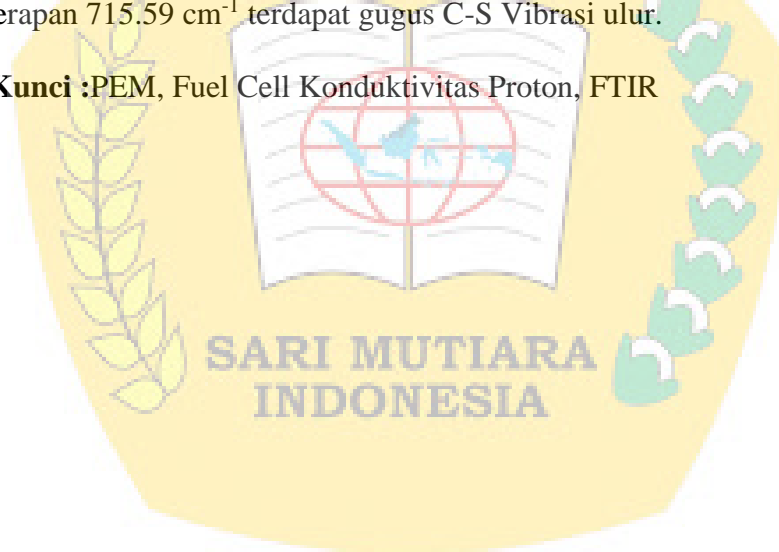 erapan 715.59 cm-1 terdapat gugus C-S Vibrasi ulur.
Kunci :PEM, Fuel Cell Konduktivitas Proton, FTIR
SARI MUTIARA
INDONESIA